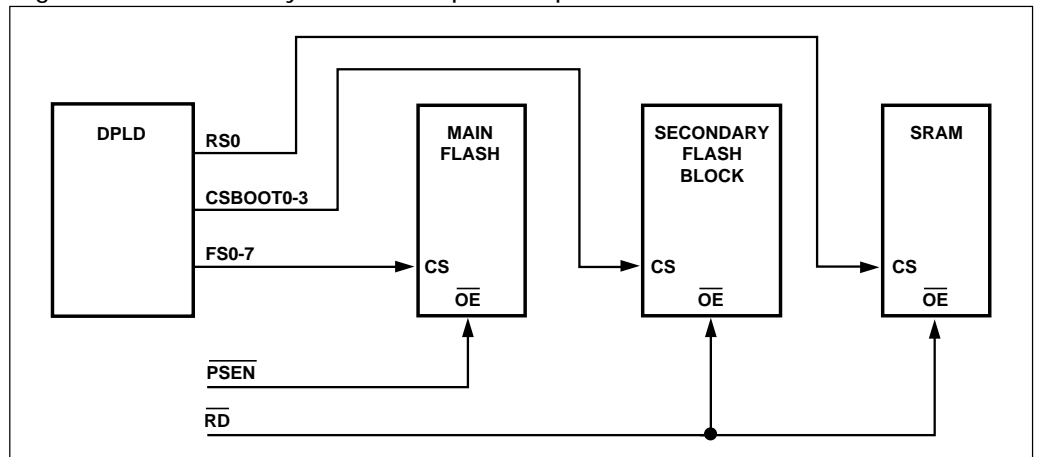 DPLD
RS0
CSBOOT0-3
FS0-7
MAIN
FLASH
CS
OE
SECONDARY
FLASH
BLOCK
CS
OE
SRAM
CS
OE
PSEN
RD